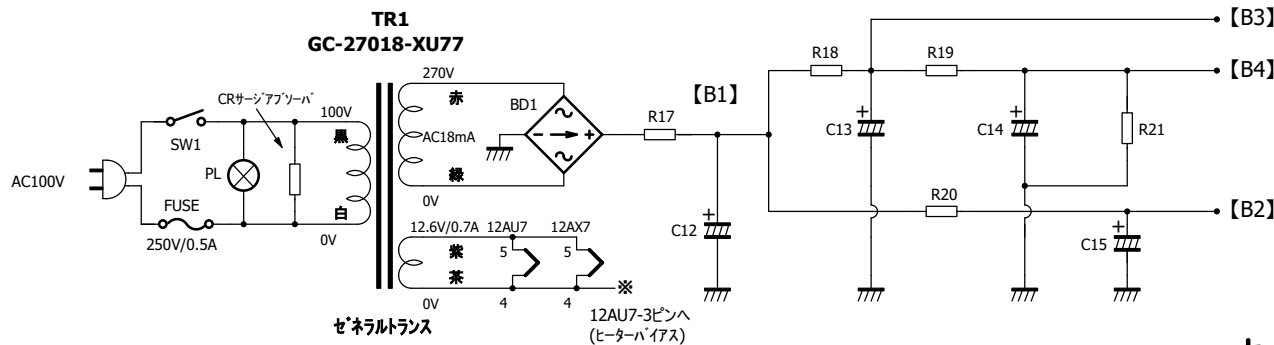 TR1
GC-27018-XU77
【B3】
R18
R19
【B4】
270V
赤
BD1
【B1】
CRサージアブソーバ
100V
黒
R17
AC18mA
SW1
C13
C14
R21
PL
AC100V
緑
R20
【B2】
FUSE
白
0V
250V/0.5A
0V
12.6V/0.7A
12AU7
12AX7
C12
C15
紫
5
5
茶
※
0V
4
4
12AU7-3ピンへ
(ヒーターバイアス)
ゼネラルトランス